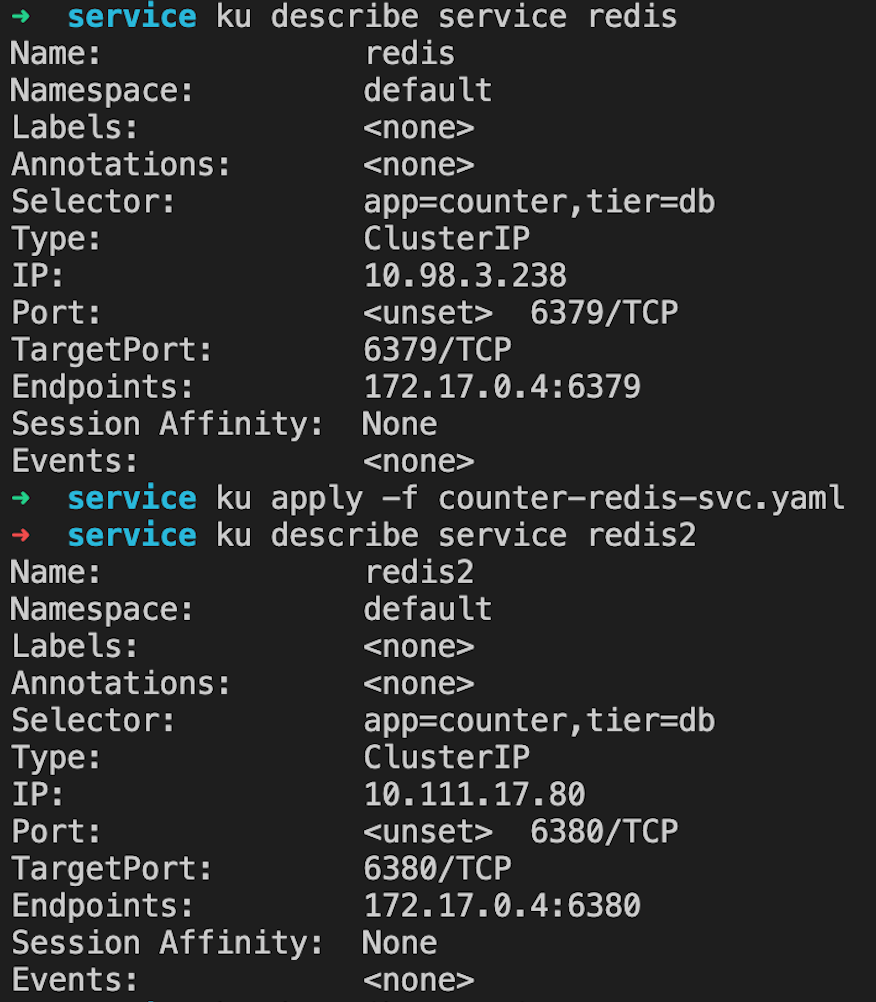 → service ku describe service redis
Name: redis
Namespace: default
Labels: <none>
Annotations: <none>
Selector: app=counter,tier=db
Type: ClusterIP
IP: 10.98.3.238
Port: <unset> 6379/TCP
TargetPort: 6379/TCP
Endpoints: 172.17.0.4:6379
Session Affinity: None
Events: <none>
→ service ku apply -f counter-redis-svc.yaml
→ service ku describe service redis2
Name: redis2
Namespace: default
Labels: <none>
Annotations: <none>
Selector: app=counter,tier=db
Type: ClusterIP
IP: 10.111.17.80
Port: <unset> 6380/TCP
TargetPort: 6380/TCP
Endpoints: 172.17.0.4:6380
Session Affinity: None
Events: <none>